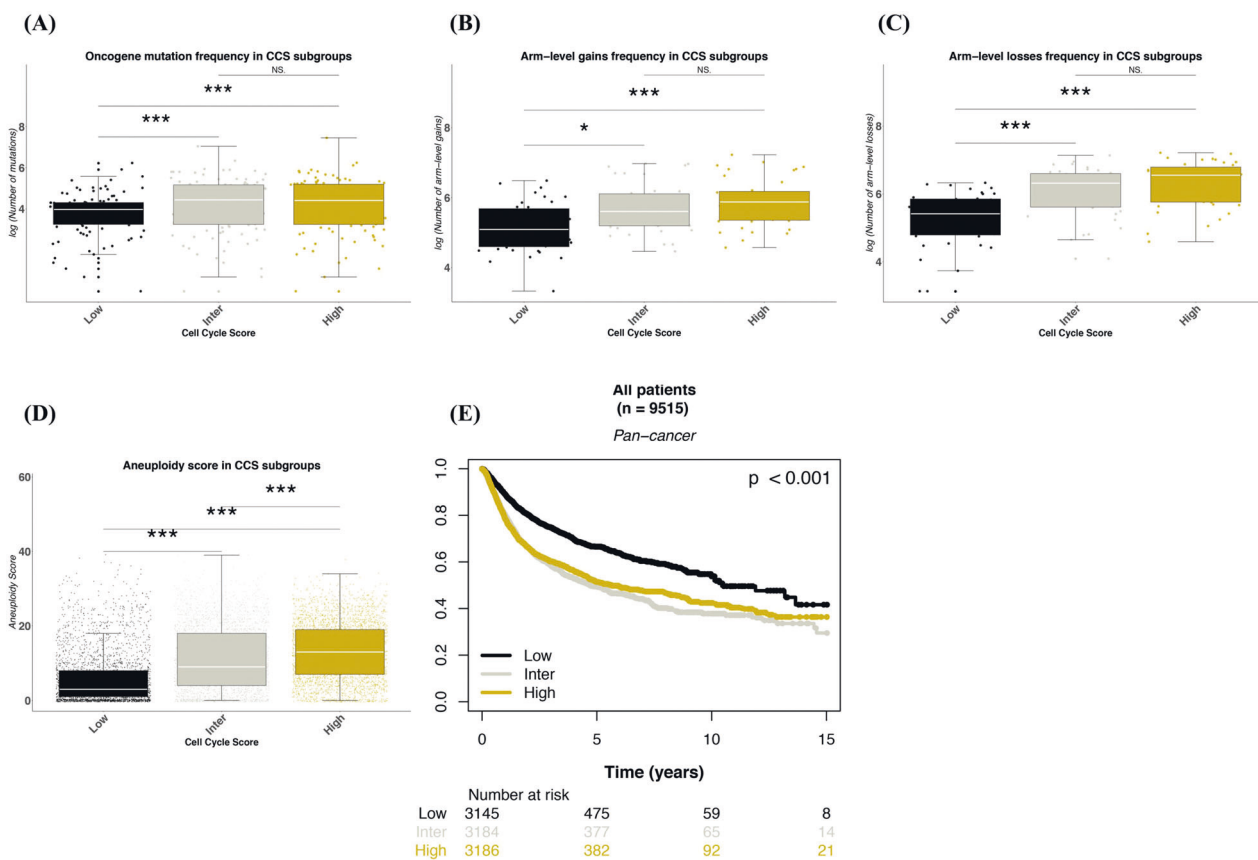 (A)
Oncogene mutation frequency in CCS subgroups
NS.
***
***
log (Number of mutations)
8
6
4
Low
Inter
High
Cell Cycle Score
(B)
Arm−level gains frequency in CCS subgroups
NS.
***
*
log (Number of arm−level gains)
8
6
4
Low
Inter
High
Cell Cycle Score
(C)
Arm−level losses frequency in CCS subgroups
NS.
***
***
log (Number of arm−level losses)
8
6
4
Low
Inter
High
Cell Cycle Score
(D)
Aneuploidy score in CCS subgroups
***
***
***
Aneuploidy Score
60
40
20
0
Low
Inter
High
Cell Cycle Score
(E)
All patients
(n = 9515)
Pan−cancer
p < 0.001
1.0
0.8
0.6
0.4
0.2
0.0
Low
Inter
High
0 5 10 15
Time (years)
Number at risk
Low 3145 475 59 8
Inter 3184 377 65 14
High 3186 382 92 21